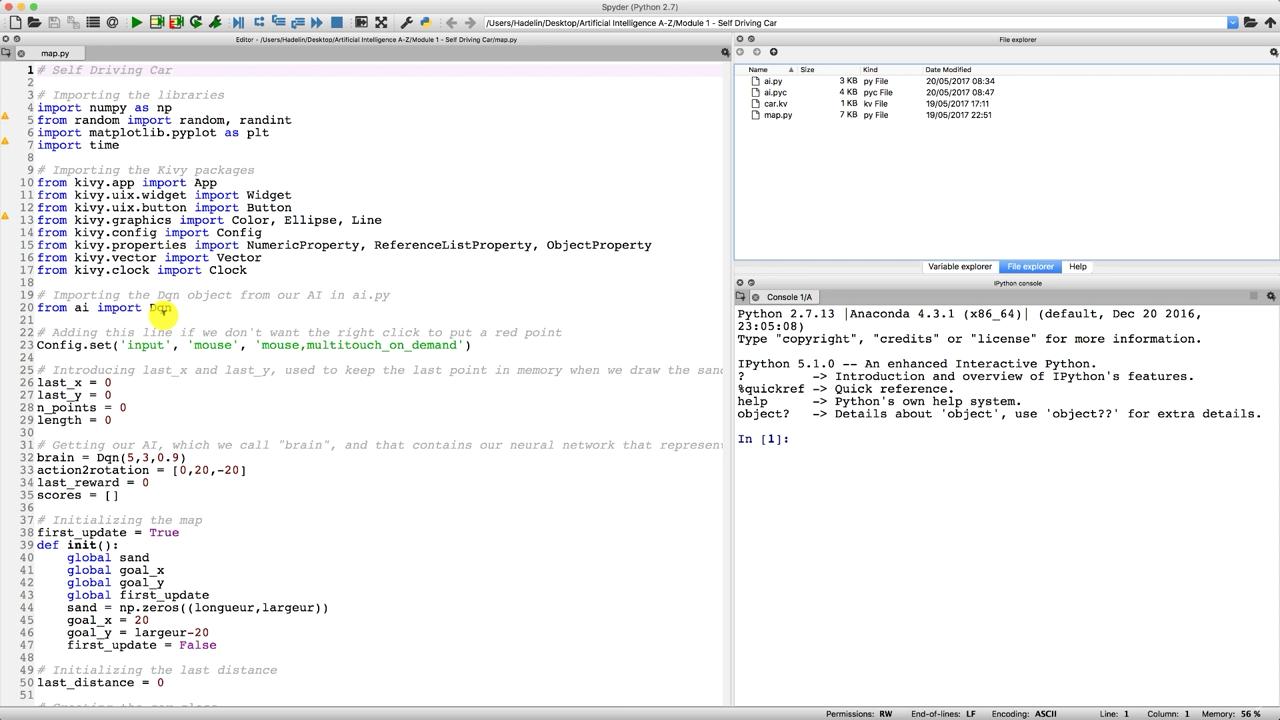 Spyder (Python 2.7)
/Users/Hadelin/Desktop/Artificial Intelligence A-Z/Module 1 - Self Driving Car
Editor - /Users/Hadelin/Desktop/Artificial Intelligence A-Z/Module 1 - Self Driving Car/map.py
map.py
1 # Self Driving Car
2
3 # Importing the libraries
4 import numpy as np
5 from random import random, randint
6 import matplotlib.pyplot as plt
7 import time
8
9 # Importing the Kivy packages
10 from kivy.app import App
11 from kivy.uix.widget import Widget
12 from kivy.uix.button import Button
13 from kivy.graphics import Color, Ellipse, Line
14 from kivy.config import Config
15 from kivy.properties import NumericProperty, ReferenceListProperty, ObjectProperty
16 from kivy.vector import Vector
17 from kivy.clock import Clock
18
19 # Importing the Dqn object from our AI in ai.py
20 from ai import Dqn
21
22 # Adding this line if we don't want the right click to put a red point
23 Config.set('input', 'mouse', 'mouse,multitouch_on_demand')
24
25 # Introducing last_x and last_y, used to keep the last point in memory when we draw the san
26 last_x = 0
27 last_y = 0
28 n_points = 0
29 length = 0
30
31 # Getting our AI, which we call "brain", and that contains our neural network that represen
32 brain = Dqn(5,3,0.9)
33 action2rotation = [0,20,-20]
34 last_reward = 0
35 scores = []
36
37 # Initializing the map
38 first_update = True
39 def init():
40     global sand
41     global goal_x
42     global goal_y
43     global first_update
44     sand = np.zeros((longueur,largeur))
45     goal_x = 20
46     goal_y = largeur-20
47     first_update = False
48
49 # Initializing the last distance
50 last_distance = 0
51
File explorer
Name Size Kind Date Modified
ai.py 3 KB py File 20/05/2017 08:34
ai.pyc 4 KB pyc File 20/05/2017 08:47
car.kv 1 KB kv File 19/05/2017 17:11
map.py 7 KB py File 19/05/2017 22:51
Variable explorer File explorer Help
IPython console
Console 1/A
Python 2.7.13 |Anaconda 4.3.1 (x86_64)| (default, Dec 20 2016,
23:05:08)
Type "copyright", "credits" or "license" for more information.
IPython 5.1.0 -- An enhanced Interactive Python.
? -> Introduction and overview of IPython's features.
%quickref -> Quick reference.
help -> Python's own help system.
object? -> Details about 'object', use 'object??' for extra details.
In [1]:
Permissions: RW End-of-lines: LF Encoding: ASCII Line: 1 Column: 1 Memory: 56 %